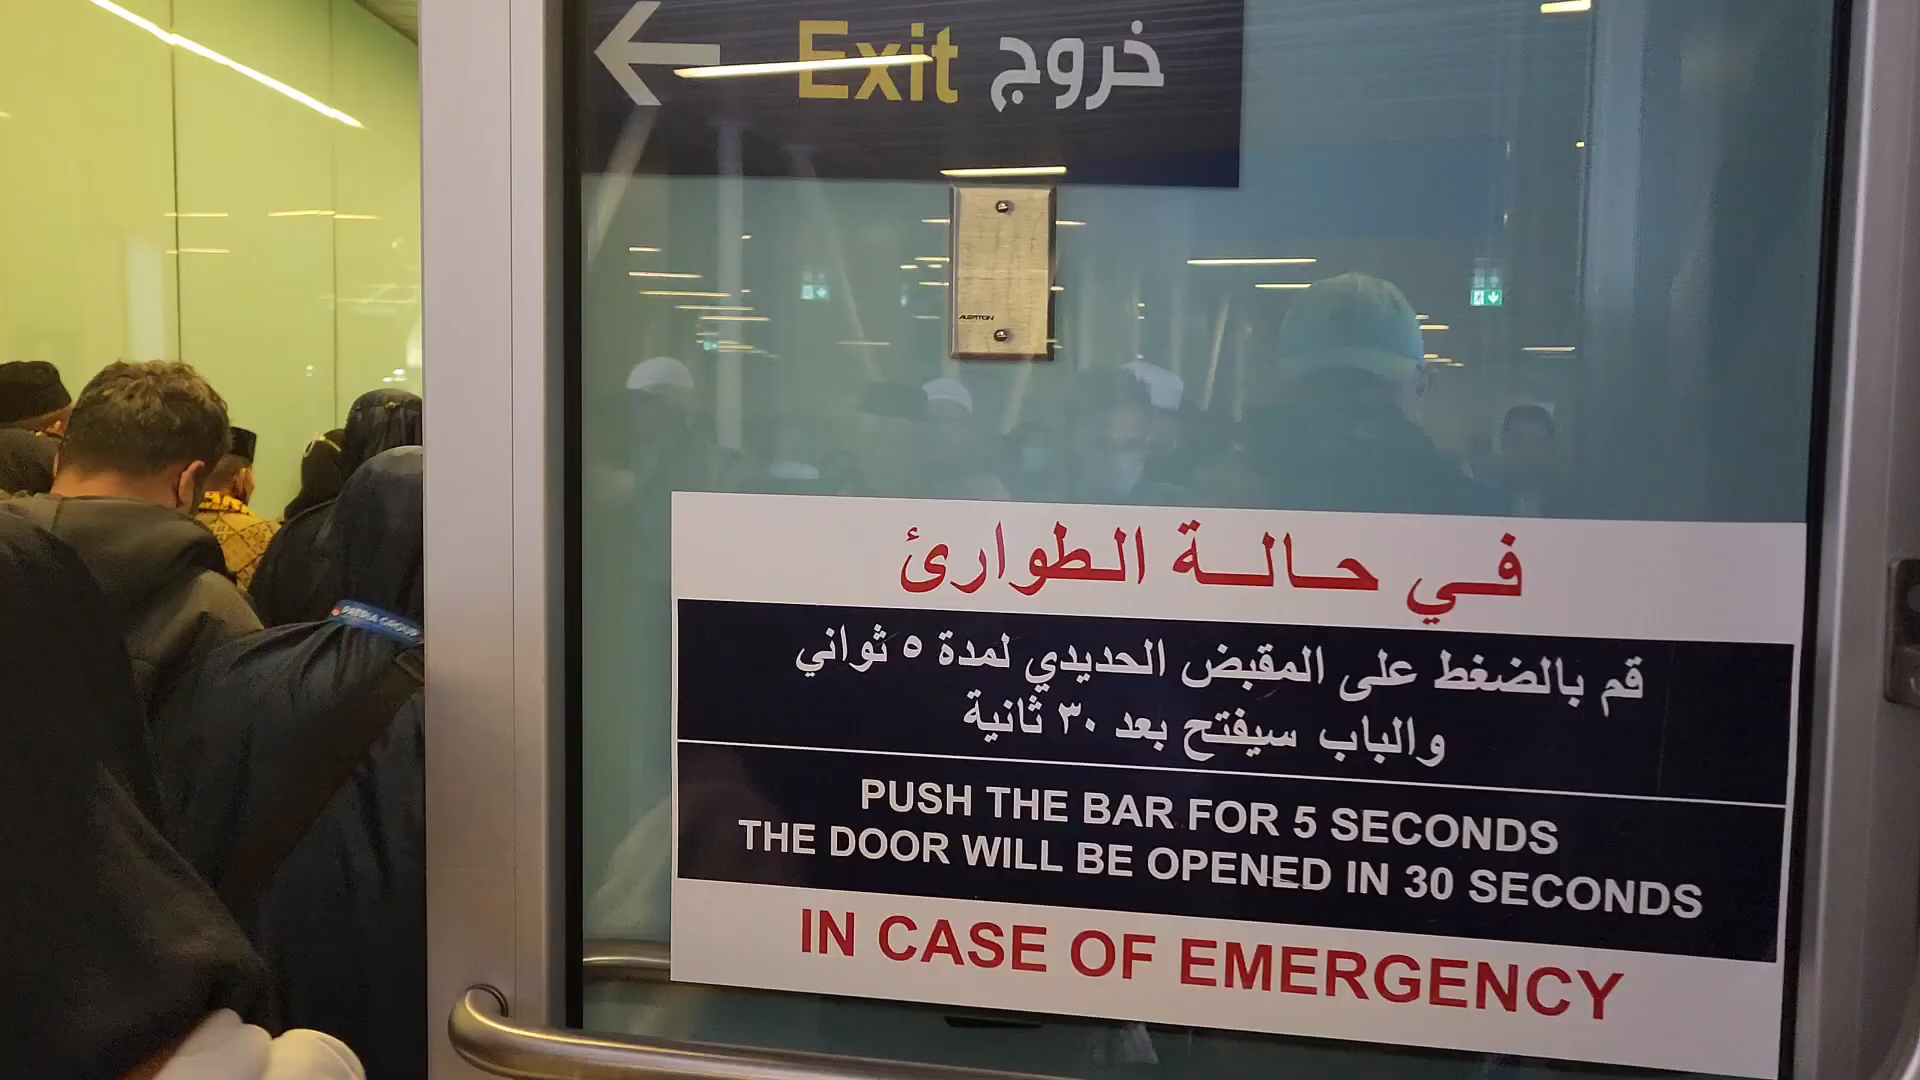 Exit خروج
في حالة الطوارئ
قم بالضغط على المقبض الحديدي لمدة ٥ ثواني
والباب سيفتح بعد ٣٠ ثانية
PUSH THE BAR FOR 5 SECONDS
THE DOOR WILL BE OPENED IN 30 SECONDS
IN CASE OF EMERGENCY
GROUP